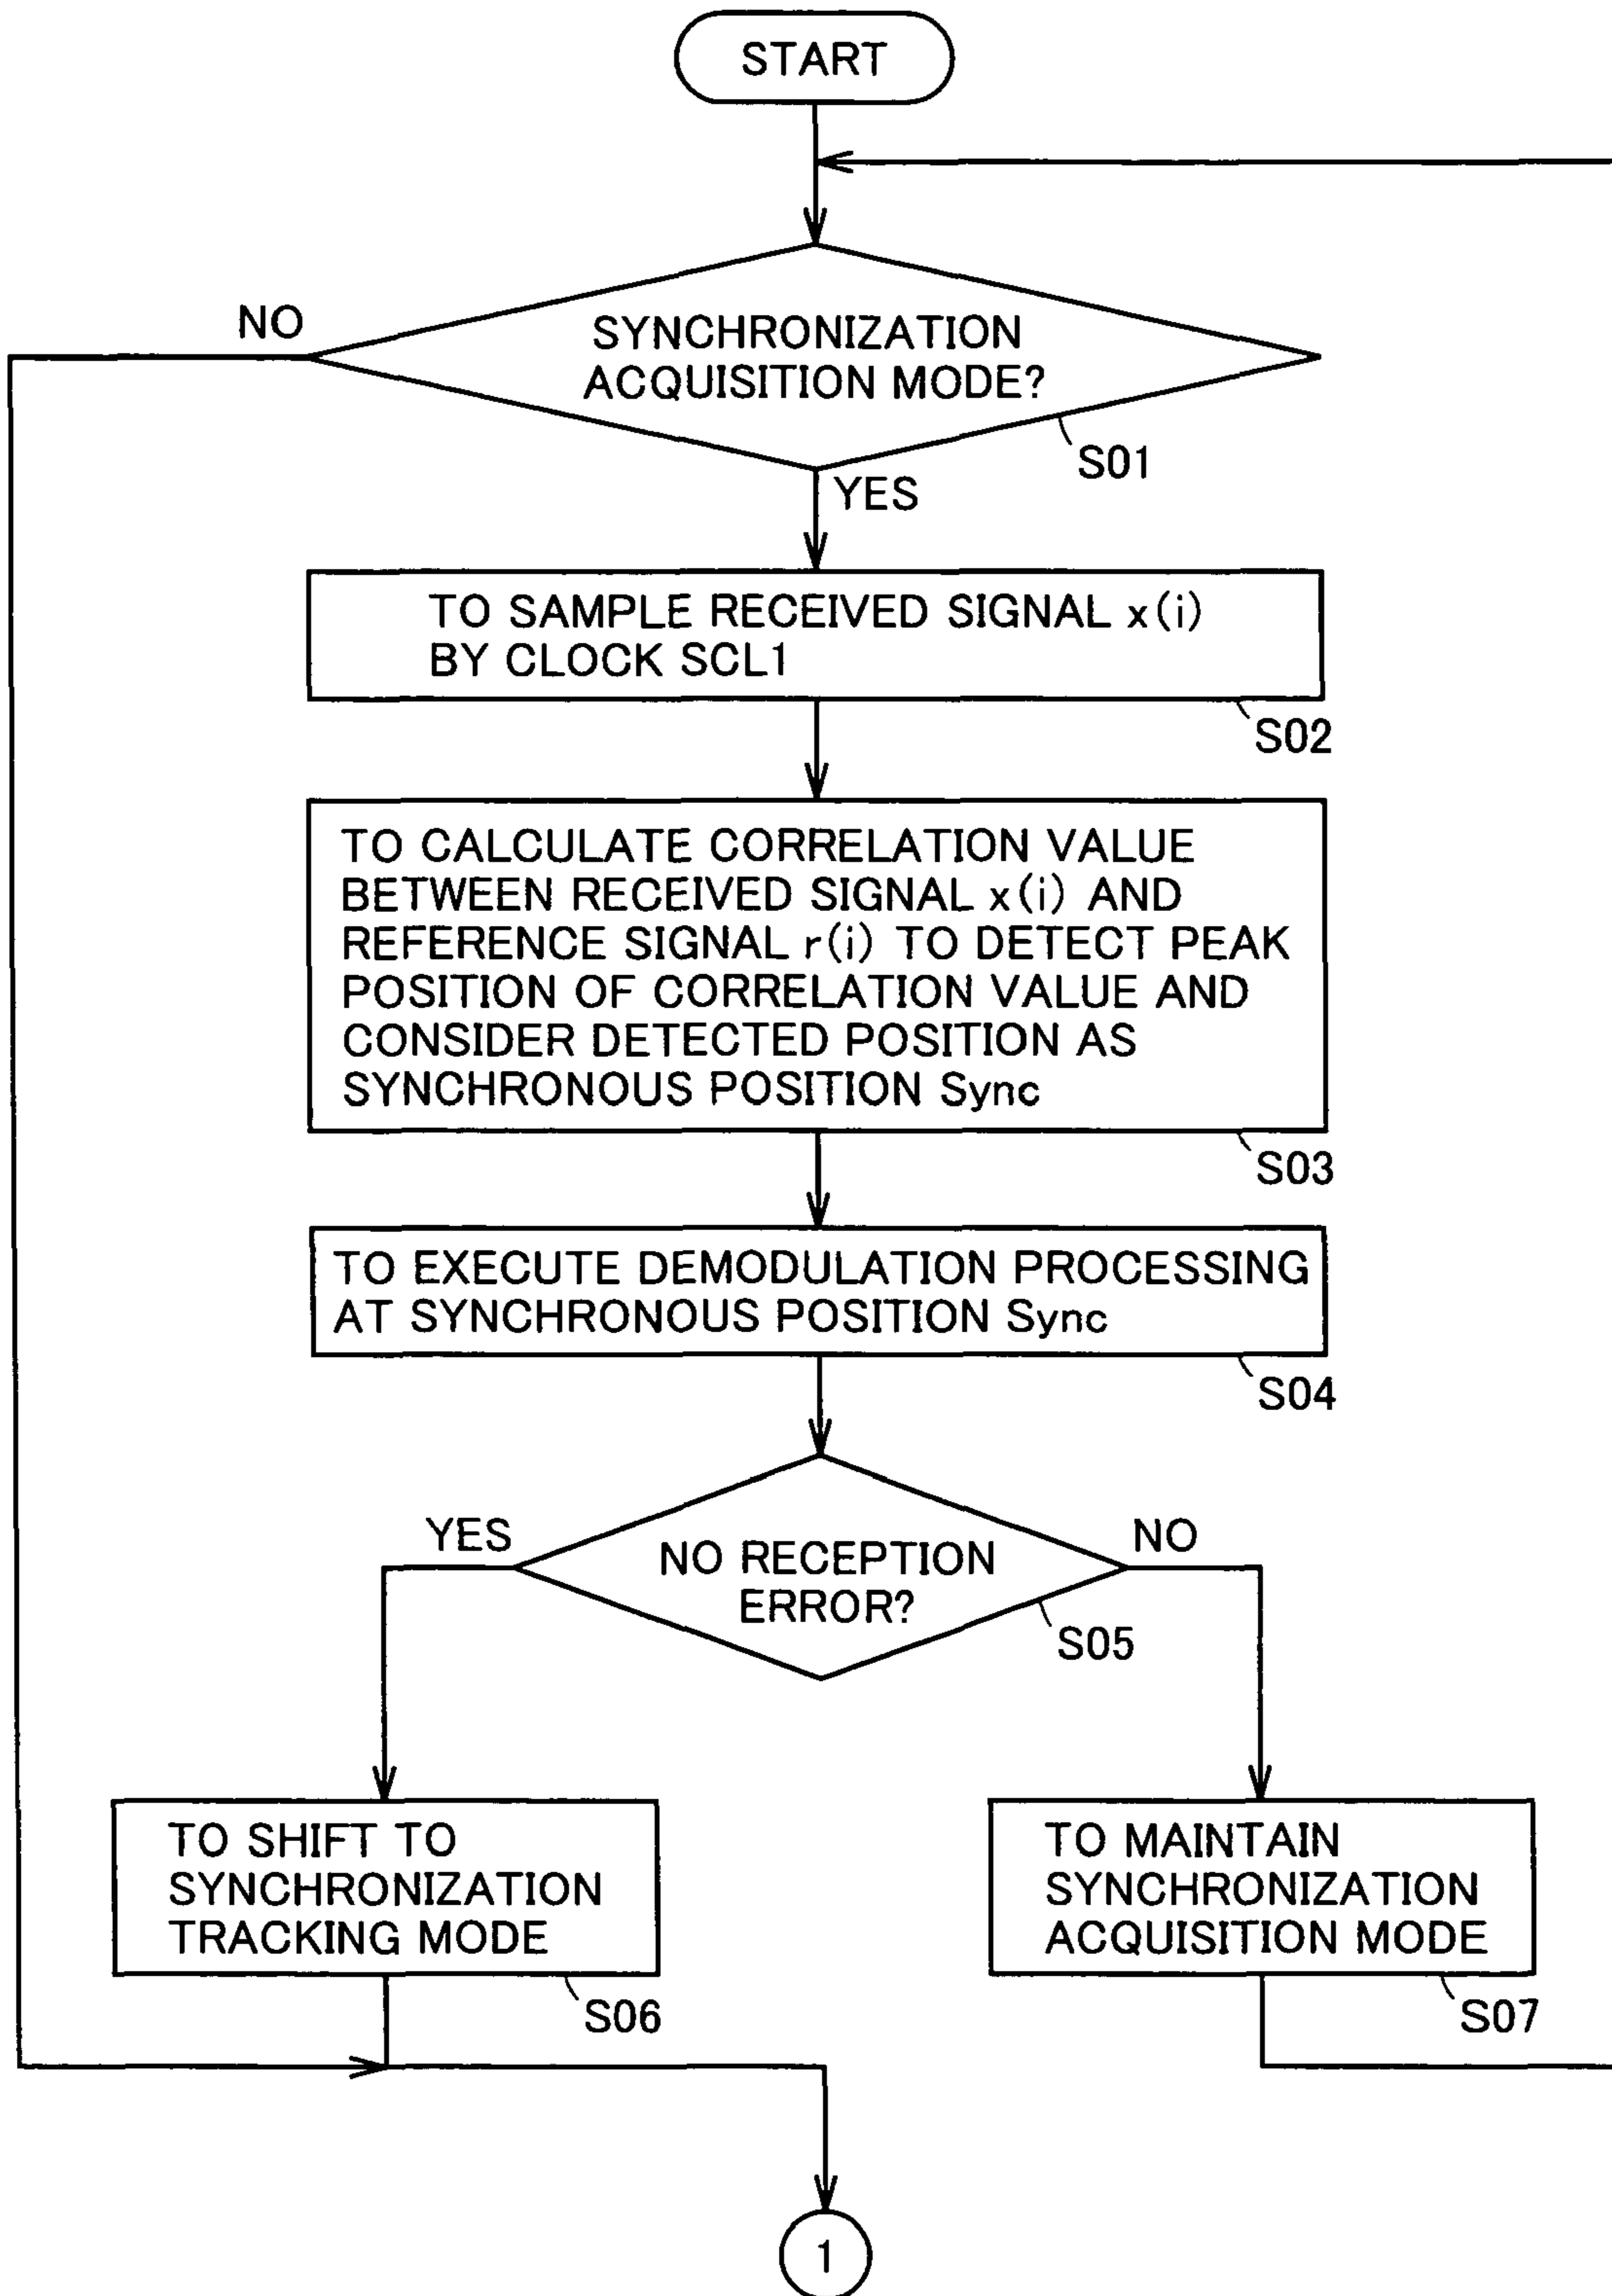 START
NO
SYNCHRONIZATION
ACQUISITION MODE?
S01
YES
TO SAMPLE RECEIVED SIGNAL x(i)
BY CLOCK SCL1
S02
TO CALCULATE CORRELATION VALUE
BETWEEN RECEIVED SIGNAL x(i) AND
REFERENCE SIGNAL r(i) TO DETECT PEAK
POSITION OF CORRELATION VALUE AND
CONSIDER DETECTED POSITION AS
SYNCHRONOUS POSITION Sync
S03
TO EXECUTE DEMODULATION PROCESSING
AT SYNCHRONOUS POSITION Sync
S04
YES
NO
NO RECEPTION
ERROR?
S05
TO SHIFT TO
SYNCHRONIZATION
TRACKING MODE
S06
TO MAINTAIN
SYNCHRONIZATION
ACQUISITION MODE
S07
1